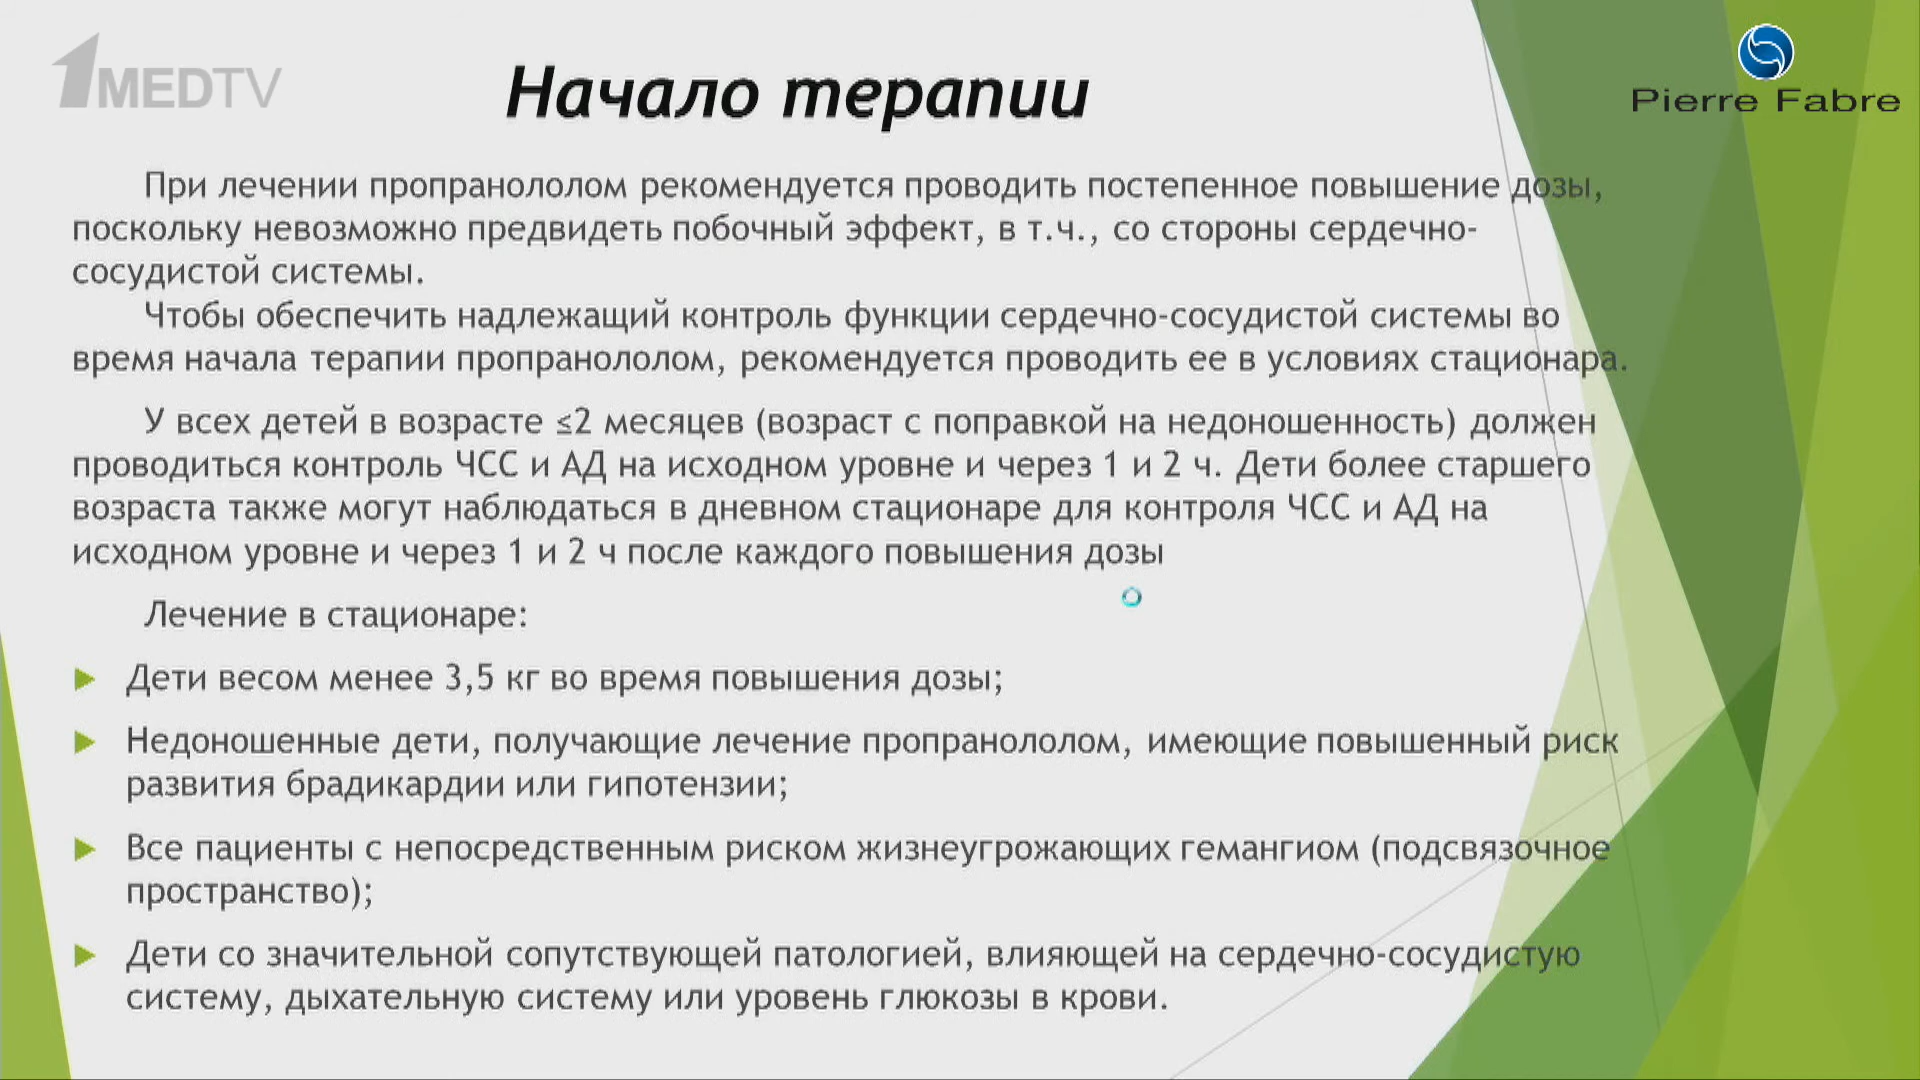 1MEDTV
Начало терапии
Pierre Fabre
При лечении пропранололом рекомендуется проводить постепенное повышение дозы,
поскольку невозможно предвидеть побочный эффект, в т.ч., со стороны сердечно-
сосудистой системы.
Чтобы обеспечить надлежащий контроль функции сердечно-сосудистой системы во
время начала терапии пропранололом, рекомендуется проводить ее в условиях стационара.
У всех детей в возрасте ≤2 месяцев (возраст с поправкой на недоношенность) должен
проводиться контроль ЧСС и АД на исходном уровне и через 1 и 2 ч. Дети более старшего
возраста также могут наблюдаться в дневном стационаре для контроля ЧСС и АД на
исходном уровне и через 1 и 2 ч после каждого повышения дозы
Лечение в стационаре:
Дети весом менее 3,5 кг во время повышения дозы;
Недоношенные дети, получающие лечение пропранололом, имеющие повышенный риск
развития брадикардии или гипотензии;
Все пациенты с непосредственным риском жизнеугрожающих гемангиом (подсвязочное
пространство);
Дети со значительной сопутствующей патологией, влияющей на сердечно-сосудистую
систему, дыхательную систему или уровень глюкозы в крови.